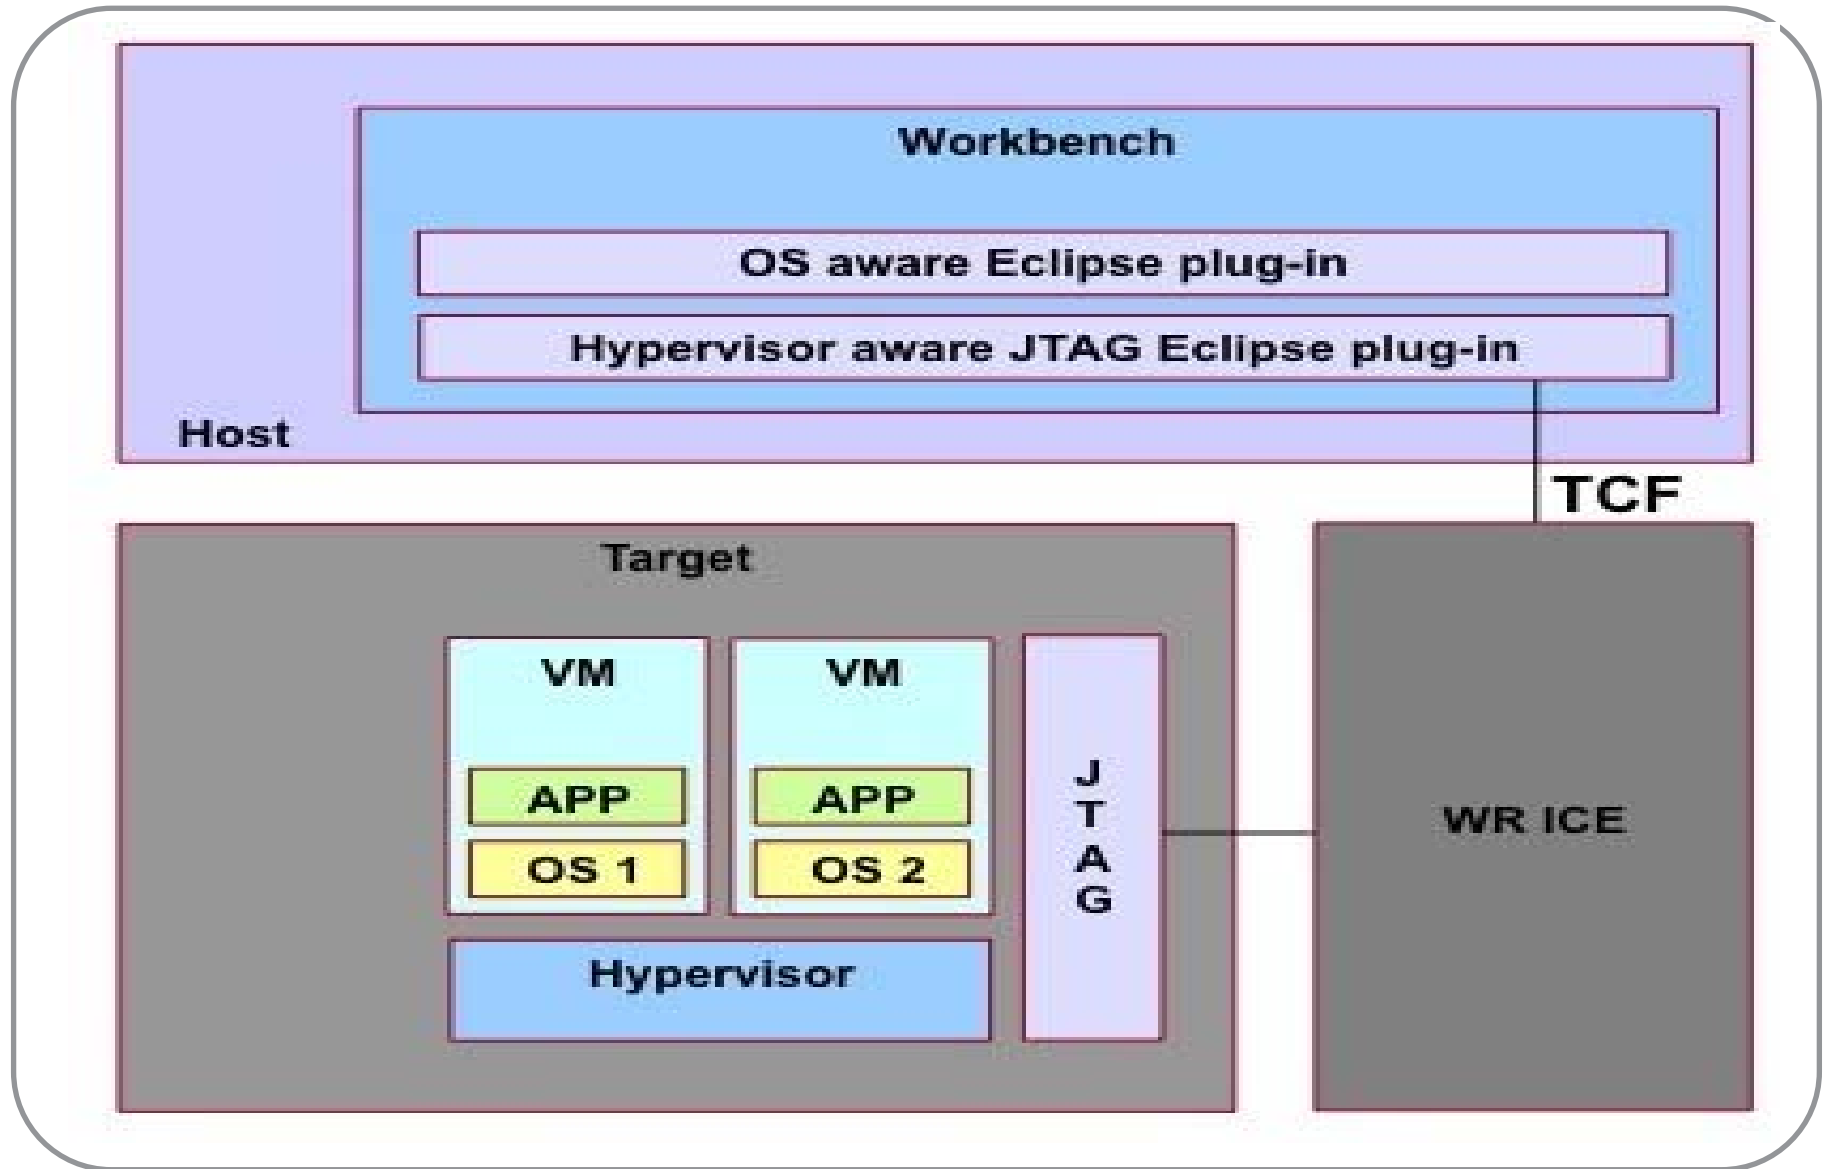 Workbench
OS aware Eclipse plug-in
Hypervisor aware JTAG Eclipse plug-in
Host
TCF
Target
VM
VM
APP
APP
OS 1
OS 2
Hypervisor
J
T
A
G
WR ICE